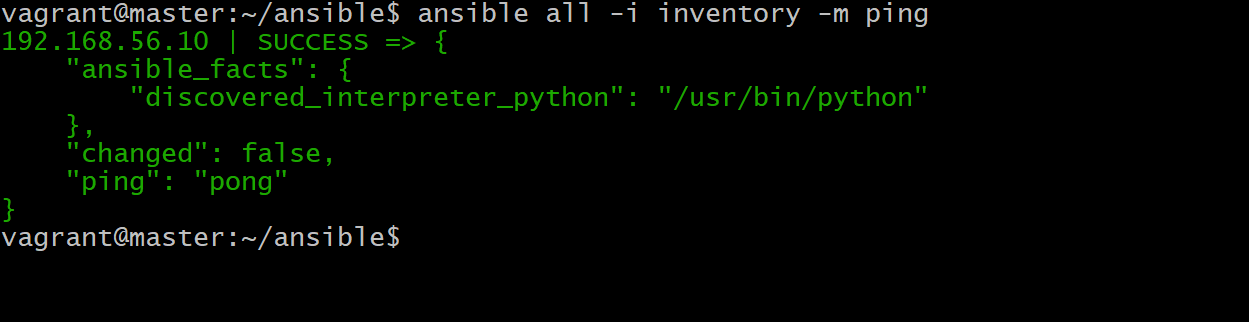 vagrant@master:~/ansible$ ansible all -i inventory -m ping
192.168.56.10 | SUCCESS => {
    "ansible_facts": {
        "discovered_interpreter_python": "/usr/bin/python"
    },
    "changed": false,
    "ping": "pong"
}
vagrant@master:~/ansible$